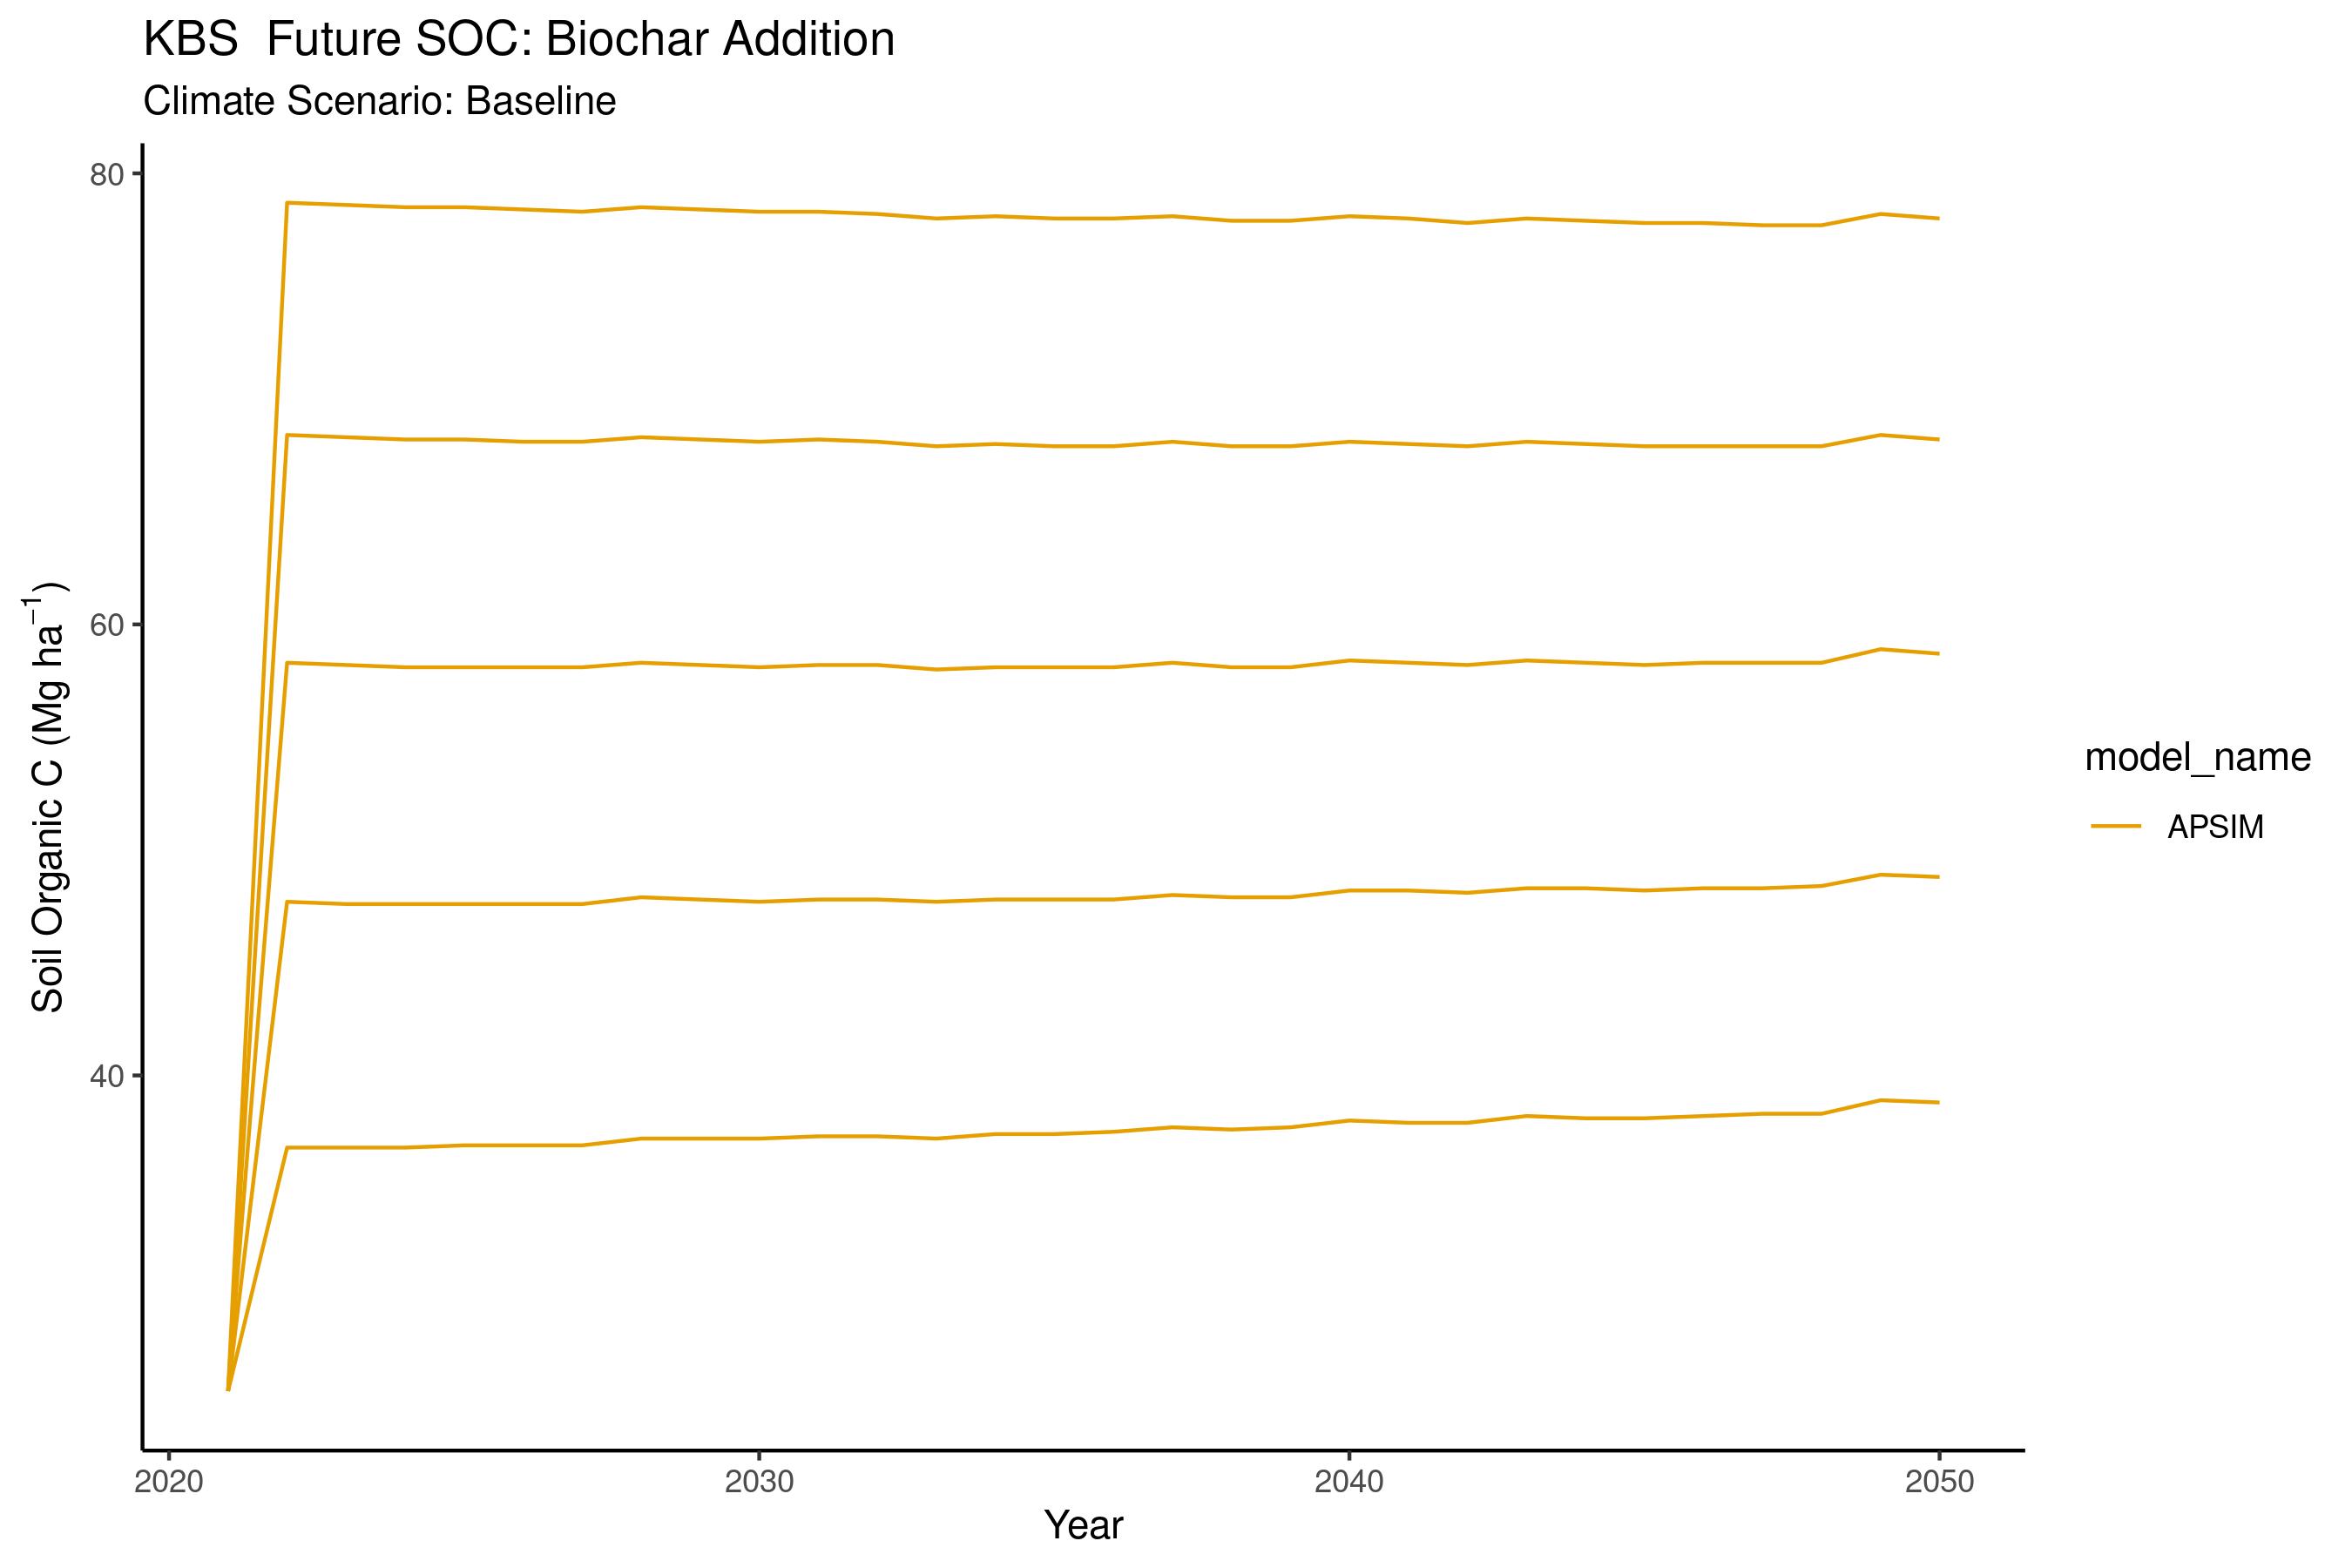 KBS  Future SOC: Biochar Addition
Climate Scenario: Baseline
80
60
40
Soil Organic C (Mg ha⁻¹)
2020 2030 2040 2050
Year
model_name
APSIM